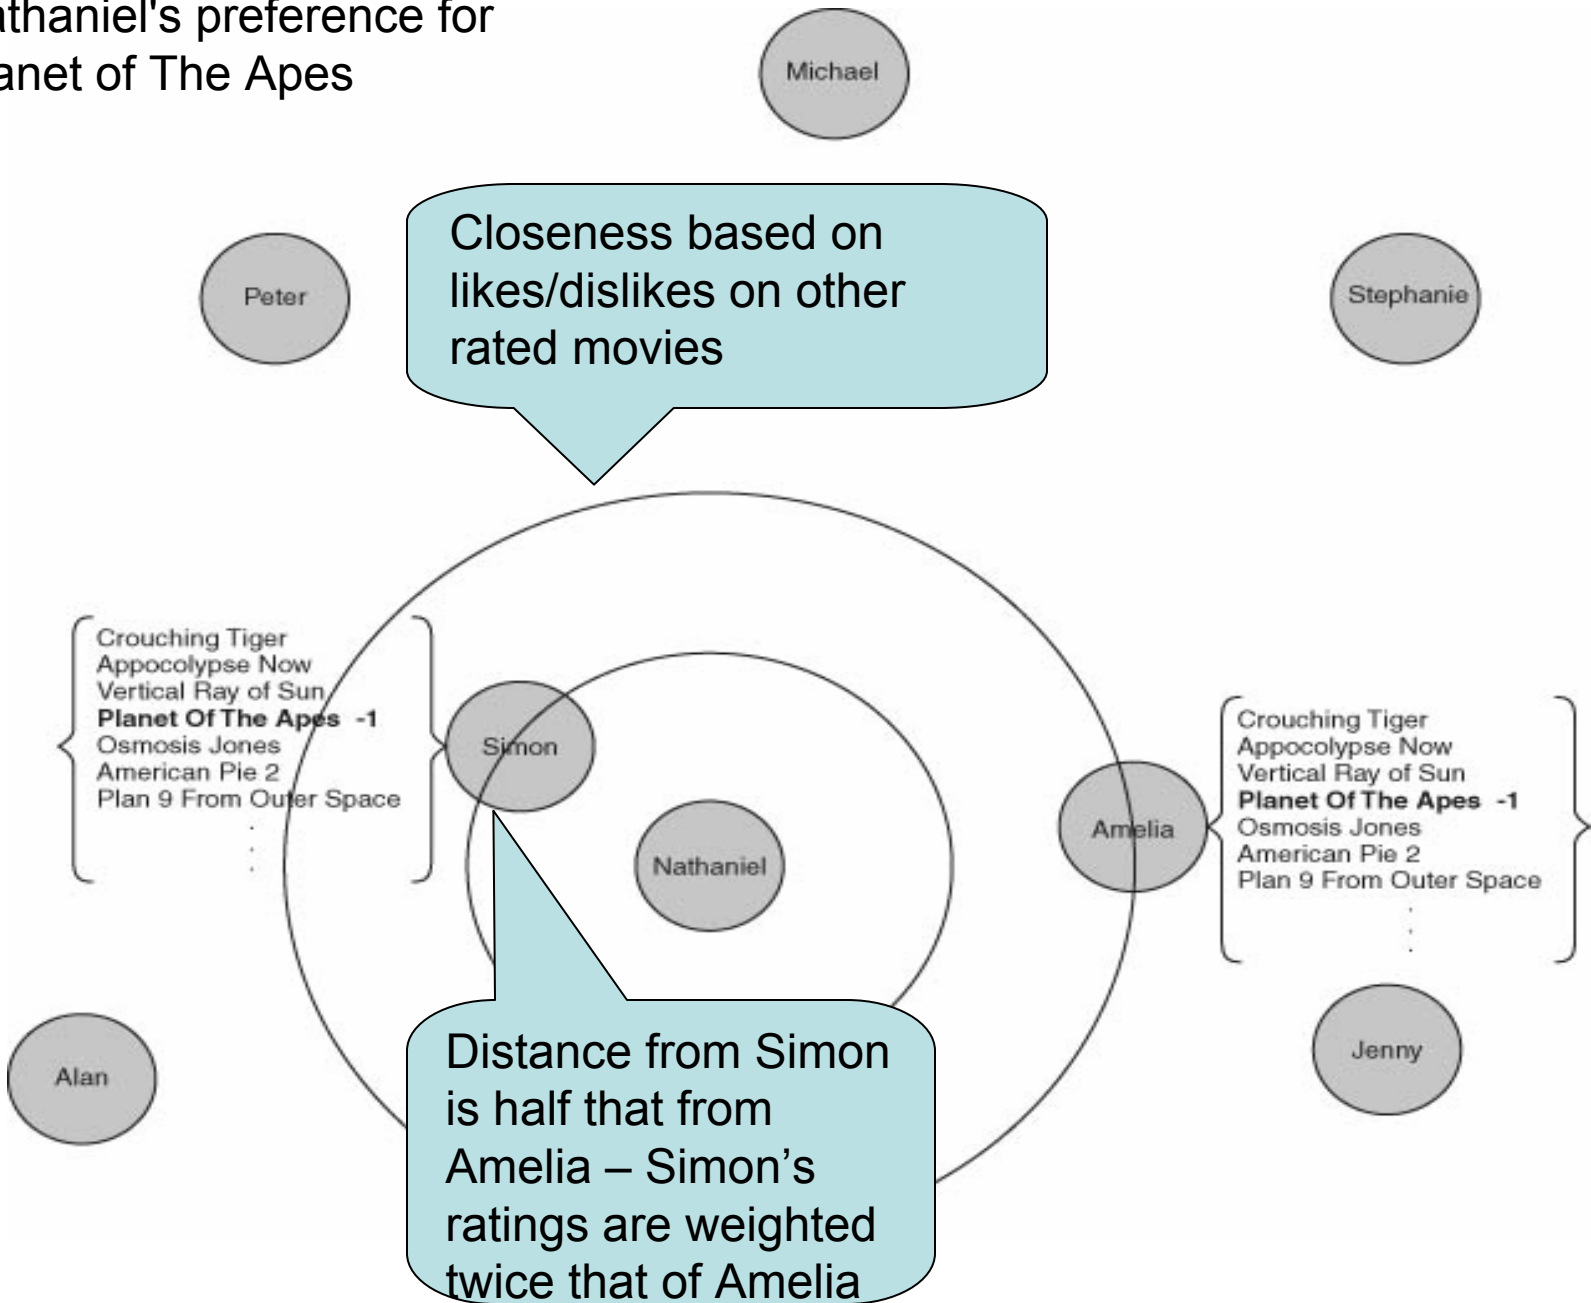 athaniel's preference for
anet of The Apes
Michael
Closeness based on
likes/dislikes on other
rated movies
Peter
Stephanie
Crouching Tiger
Appocolypse Now
Vertical Ray of Sun
Planet Of The Apes -1
Osmosis Jones
American Pie 2
Plan 9 From Outer Space
Simon
Nathaniel
Amelia
Crouching Tiger
Appocolypse Now
Vertical Ray of Sun
Planet Of The Apes -1
Osmosis Jones
American Pie 2
Plan 9 From Outer Space
Alan
Jenny
Distance from Simon
is half that from
Amelia – Simon’s
ratings are weighted
twice that of Amelia